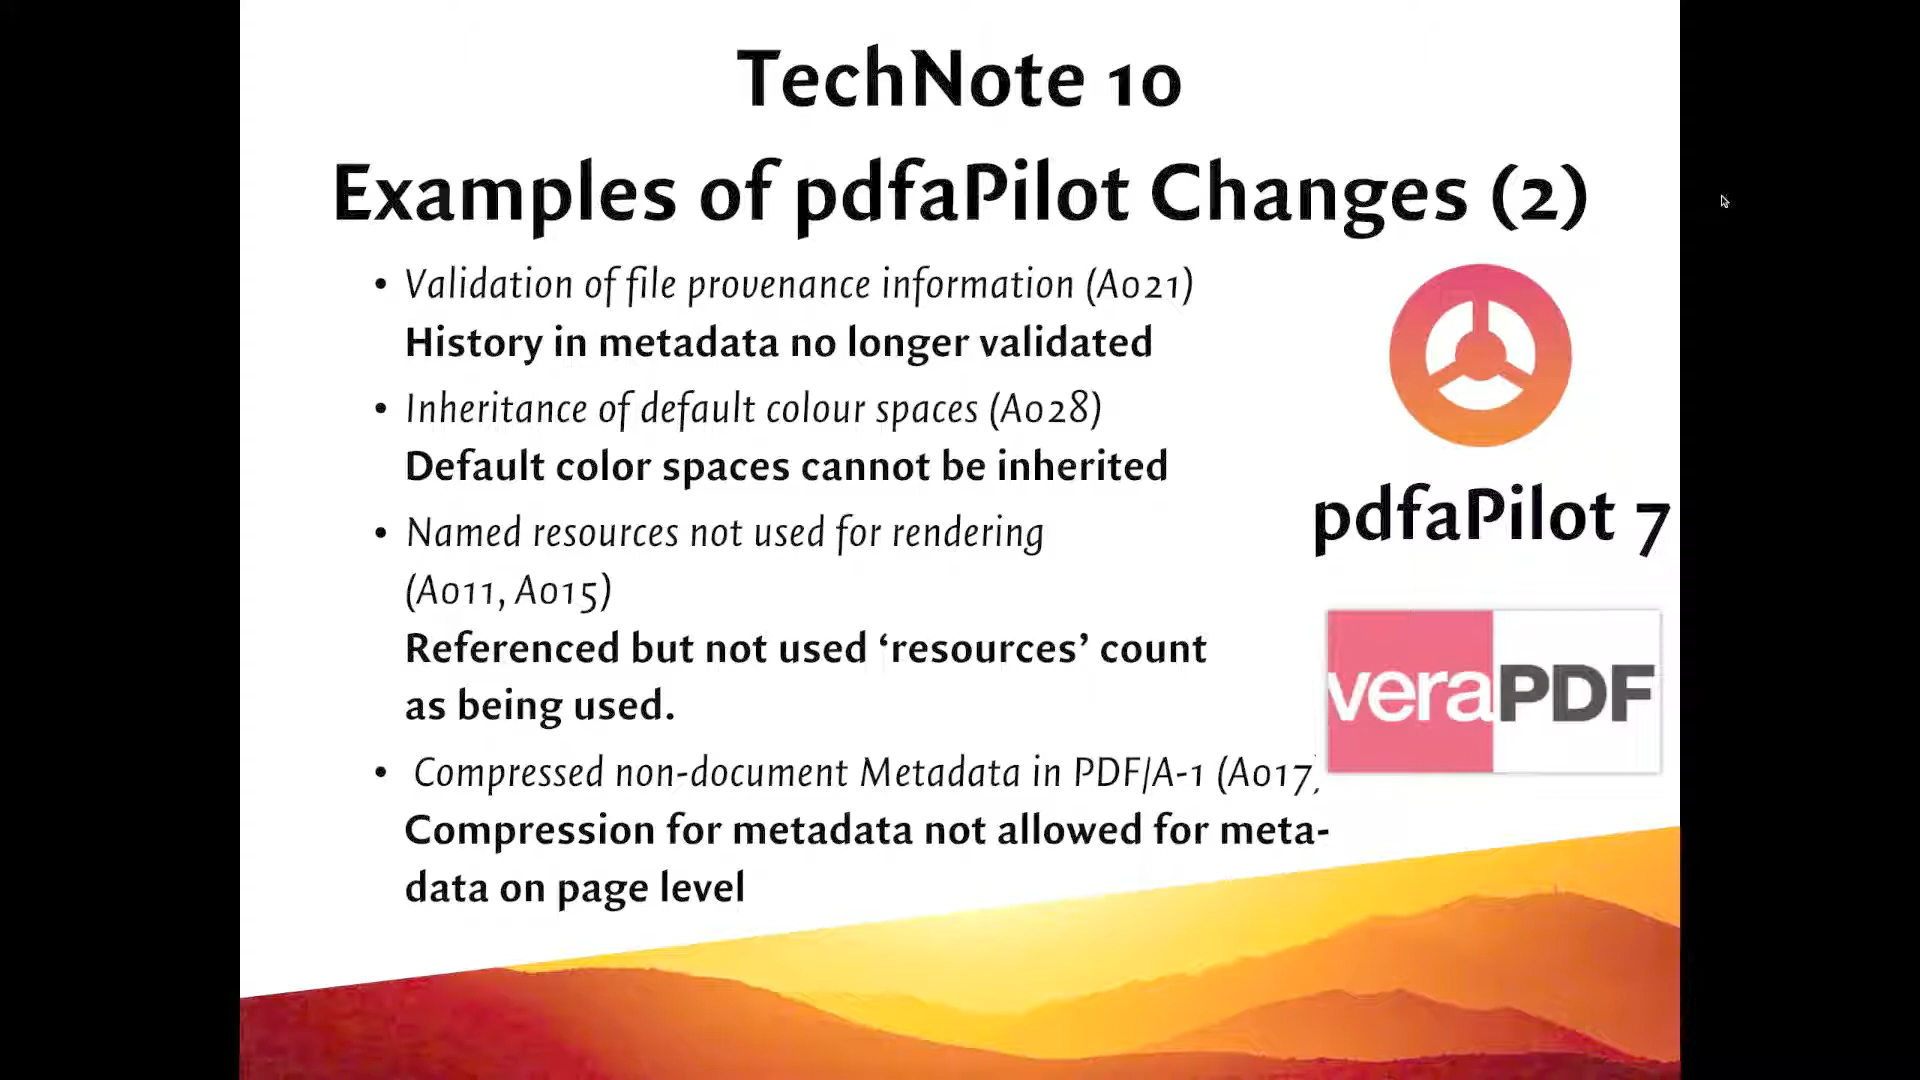 TechNote 10
Examples of pdfaPilot Changes (2)
• Validation of file provenance information (A021)
History in metadata no longer validated
• Inheritance of default colour spaces (A028)
Default color spaces cannot be inherited
• Named resources not used for rendering
(A011, A015)
Referenced but not used ‘resources’ count
as being used.
• Compressed non-document Metadata in PDF/A-1 (A017)
Compression for metadata not allowed for meta-
data on page level
pdfaPilot 7
veraPDF